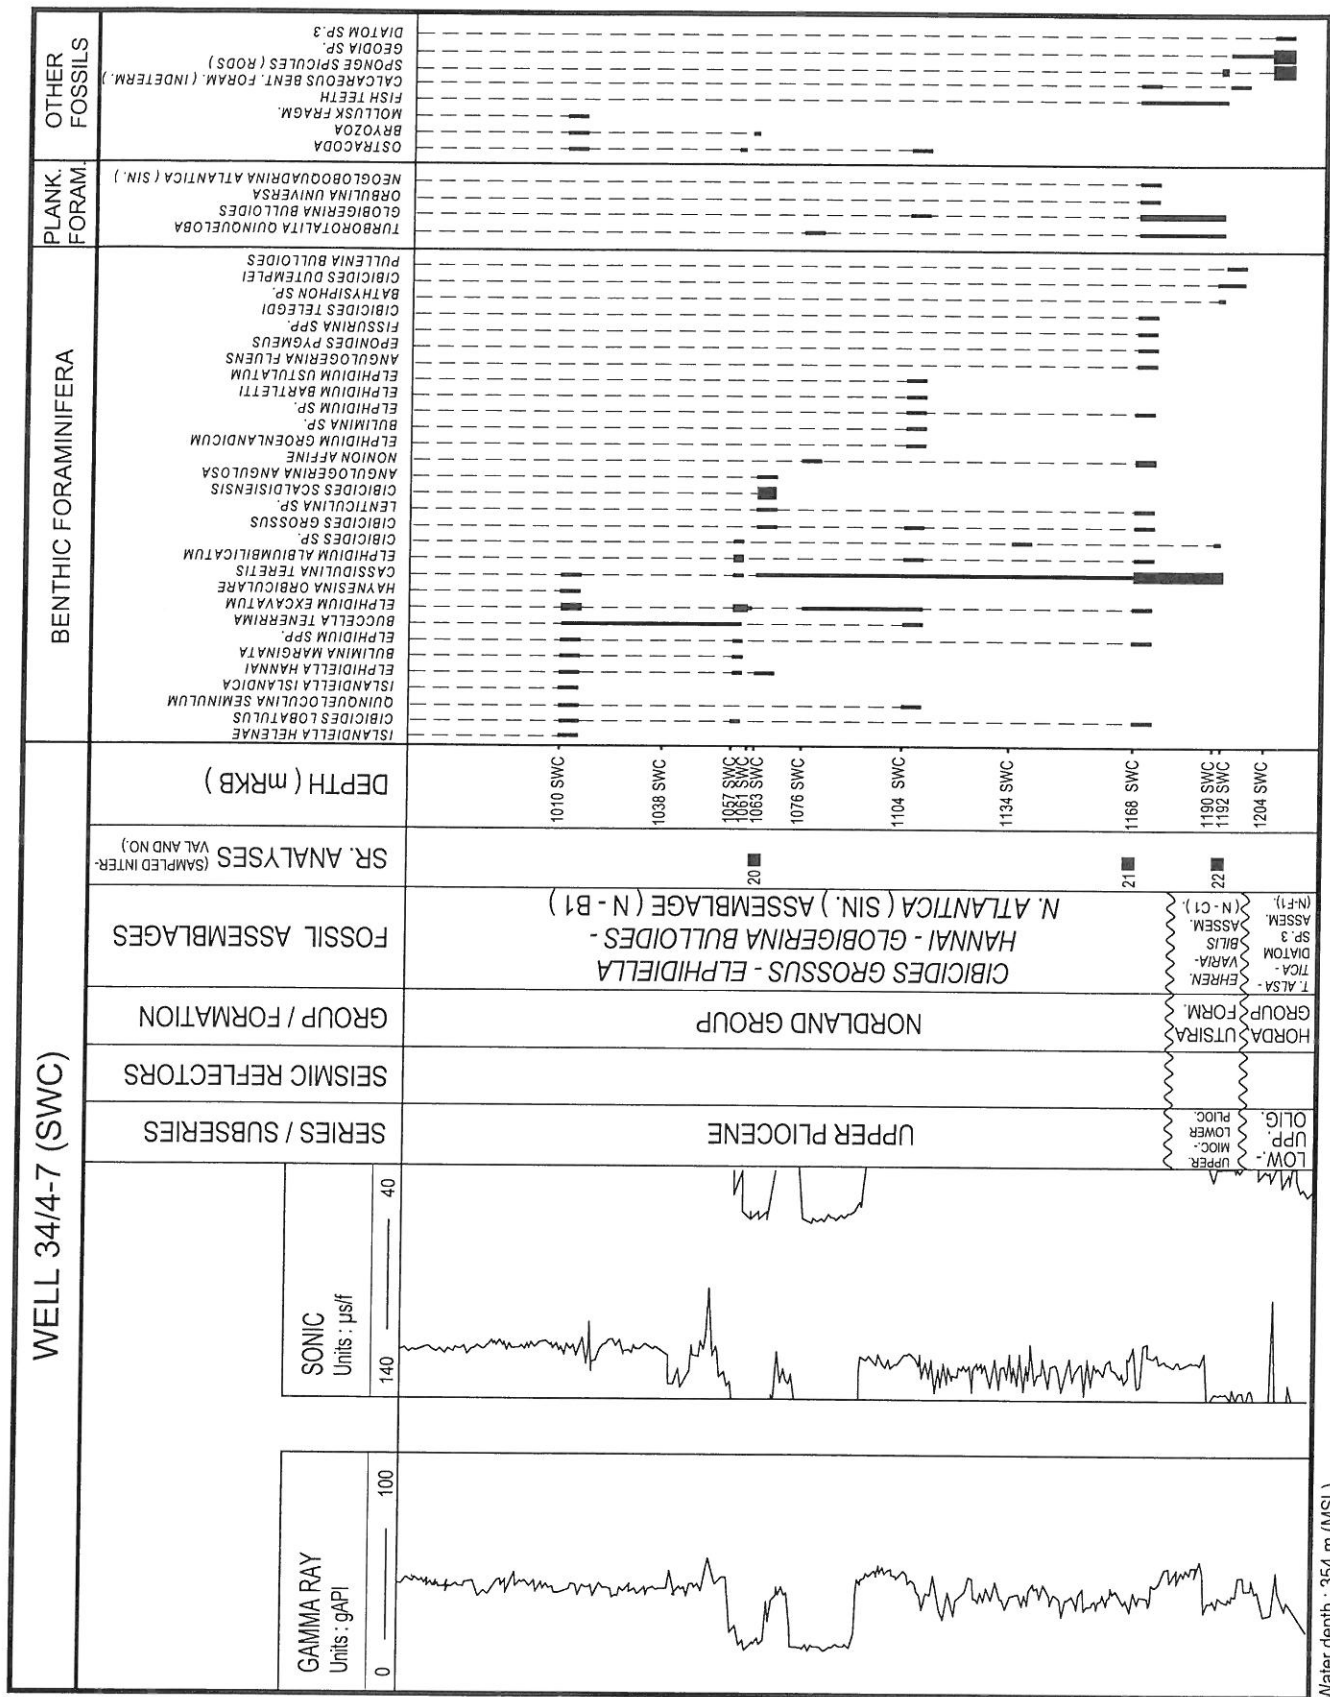 WELL 34/4-7 (SWC)
GAMMA RAY
Units : gAPI
0
100
SONIC
Units : µs/f
140
40
SERIES / SUBSERIES
SEISMIC REFLECTORS
GROUP / FORMATION
FOSSIL ASSEMBLAGES
SR. ANALYSES (SAMPLED INTER-
VAL AND NO.)
DEPTH ( mRKB )
BENTHIC FORAMINIFERA
PLANK.
FORAM.
OTHER
FOSSILS
ISLANDIELLA HELENAE
CIBICIDES LOBATULUS
QUINQUELOCULINA SEMINULUM
ISLANDIELLA ISLANDICA
ELPHIDIELLA HANNAI
BULIMINA MARGINATA
ELPHIDIUM SPP.
BUCCELLA TENERRIMA
ELPHIDIUM EXCAVATUM
HAYNESINA ORBICULARE
CASSIDULINA TERETIS
ELPHIDIUM ALBIUMBILICATUM
CIBICIDES SP.
CIBICIDES GROSSUS
LENTICULINA SP.
CIBICIDES SCALDISIENSIS
ANGULOGERINA ANGULOSA
NONION AFFINE
ELPHIDIUM GROENLANDICUM
BULIMINA SP.
ELPHIDIUM SP.
ELPHIDIUM BARTLETTI
ELPHIDIUM USTULATUM
ANGULOGERINA FLUENS
EPONIDES PYGMEUS
FISSURINA SPP.
CIBICIDES TELEGDI
BATHYSIPHON SP.
CIBICIDES DUTEMPLEI
PULLENIA BULLOIDES
TURBOROTALITA QUINQUELOBA
GLOBIGERINA BULLOIDES
ORBULINA UNIVERSA
NEOGLOBOQUADRINA ATLANTICA ( SIN. )
OSTRACODA
BRYOZOA
MOLLUSK FRAGM.
FISH TEETH
CALCAREOUS BENT. FORAM. ( INDETERM. )
SPONGE SPICULES ( RODS )
GEODIA SP.
DIATOM SP.3
1010 SWC
1038 SWC
1057 SWC
1061 SWC
1063 SWC
1076 SWC
1104 SWC
1134 SWC
1168 SWC
1190 SWC
1192 SWC
1204 SWC
20
21
22
CIBICIDES GROSSUS - ELPHIDIELLA
HANNAI - GLOBIGERINA BULLOIDES -
N. ATLANTICA ( SIN. ) ASSEMBLAGE ( N - B1 )
EHREN.
VARIA-
BILIS
ASSEM.
( N - C1 ).
T. ALSA -
TICA -
DIATOM
SP. 3
ASSEM.
(N-F1).
NORDLAND GROUP
UTSIRA
FORM.
HORDA
GROUP
UPPER PLIOCENE
UPPER.
MIOC.-
LOWER
PLIOC
LOW.-
UPP.
OLIG.
Water depth : 354 m (MSL)